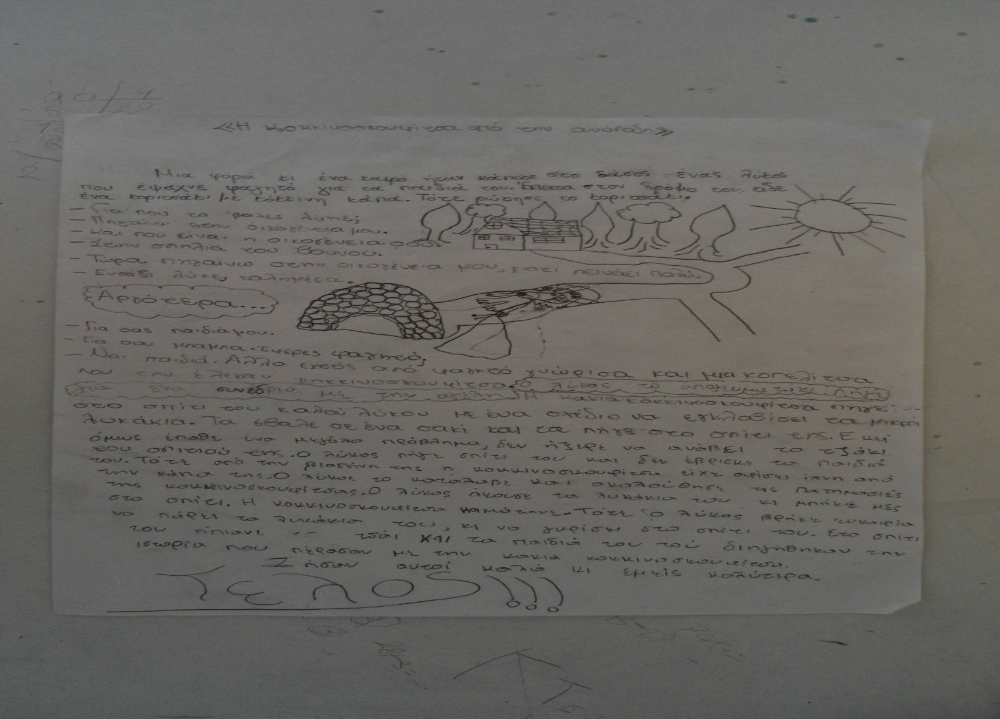 «Η Κοκκινοσκουφίτσα από την ανάποδη»
Μια φορά κι ένα καιρό ήταν κάποτε στο δάσος ένας λύκος
που έψαχνε φαγητό για τα παιδιά του. Έπειτα στον δρόμο του, είδε
ένα κοριτσάκι με κόκκινη κάπα. Τότε ρώτησε το κοριτσάκι.
- Για που το 'βαλες λύκε;
- Πηγαίνω στην οικογένεια μου.
- Και πού είναι η οικογένεια σου.
- Στην σπηλιά του βουνού.
- Τώρα πηγαίνω στην οικογένεια μου, γιατί πεινάει πολύ.
- Εντάξει λύκε, καλημέρα.
Αργότερα...
- Για σας παιδιά μου.
- Για σου μπαμπα. Έφερες φαγητό;
- Ναι παιδιά. Αλλα εκτός από φαγητό γνώρισα και μια κοπελίτσα
που την έλεγαν κοκκινοσκουφίτσα. Ο λύκος το απόγευμα πήγε
για ένα συνέδριο με την αγέλη. Η κακιά κοκκινοσκουφίτσα πήγε
στο σπίτι του καλού λύκου με ένα σχέδιο να εγκλοβίσει τα μικρά
λυκάκια. Τα έβαλε σε ένα σακί και τα πήγε στο σπίτι της. Εκεί
όμως έπαθε ένα μεγάλο πρόβλημα, δεν ήξερε να ανάβει το τζάκι
του σπιτιού της. Ο λύκος πήγε σπίτι του και δεν έβρισκε τα παιδιά
του. Τότε από την βιασύνη της η κοκκινοσκουφίτσα είχε αφίσει ίχνη από
την κάπα της. Ο λύκος το κατάλαβε και ακολούθησε τις πατημασιές
της κοκκινοσκουφίτσας. Ο λύκος άκουσε τα λυκάκια του κι μπήκε μες
στο σπίτι. Η κοκκινοσκουφίτσα κοιμότανε. Τότε ο λύκος βρήκε ευκαιρία
να πάρει τα λυκάκια του, κι να γυρίσει στο σπίτι του. Στο σπίτι
του ήπιανε τσάι και τα παιδιά του τού διηγήθηκαν την
ιστορία που πέρασαν με την κακιά κοκκινοσκουφίτσα.
Ζήσαν αυτοί καλά κι εμείς καλύτερα.
ΤΕΛΟΣ!!!